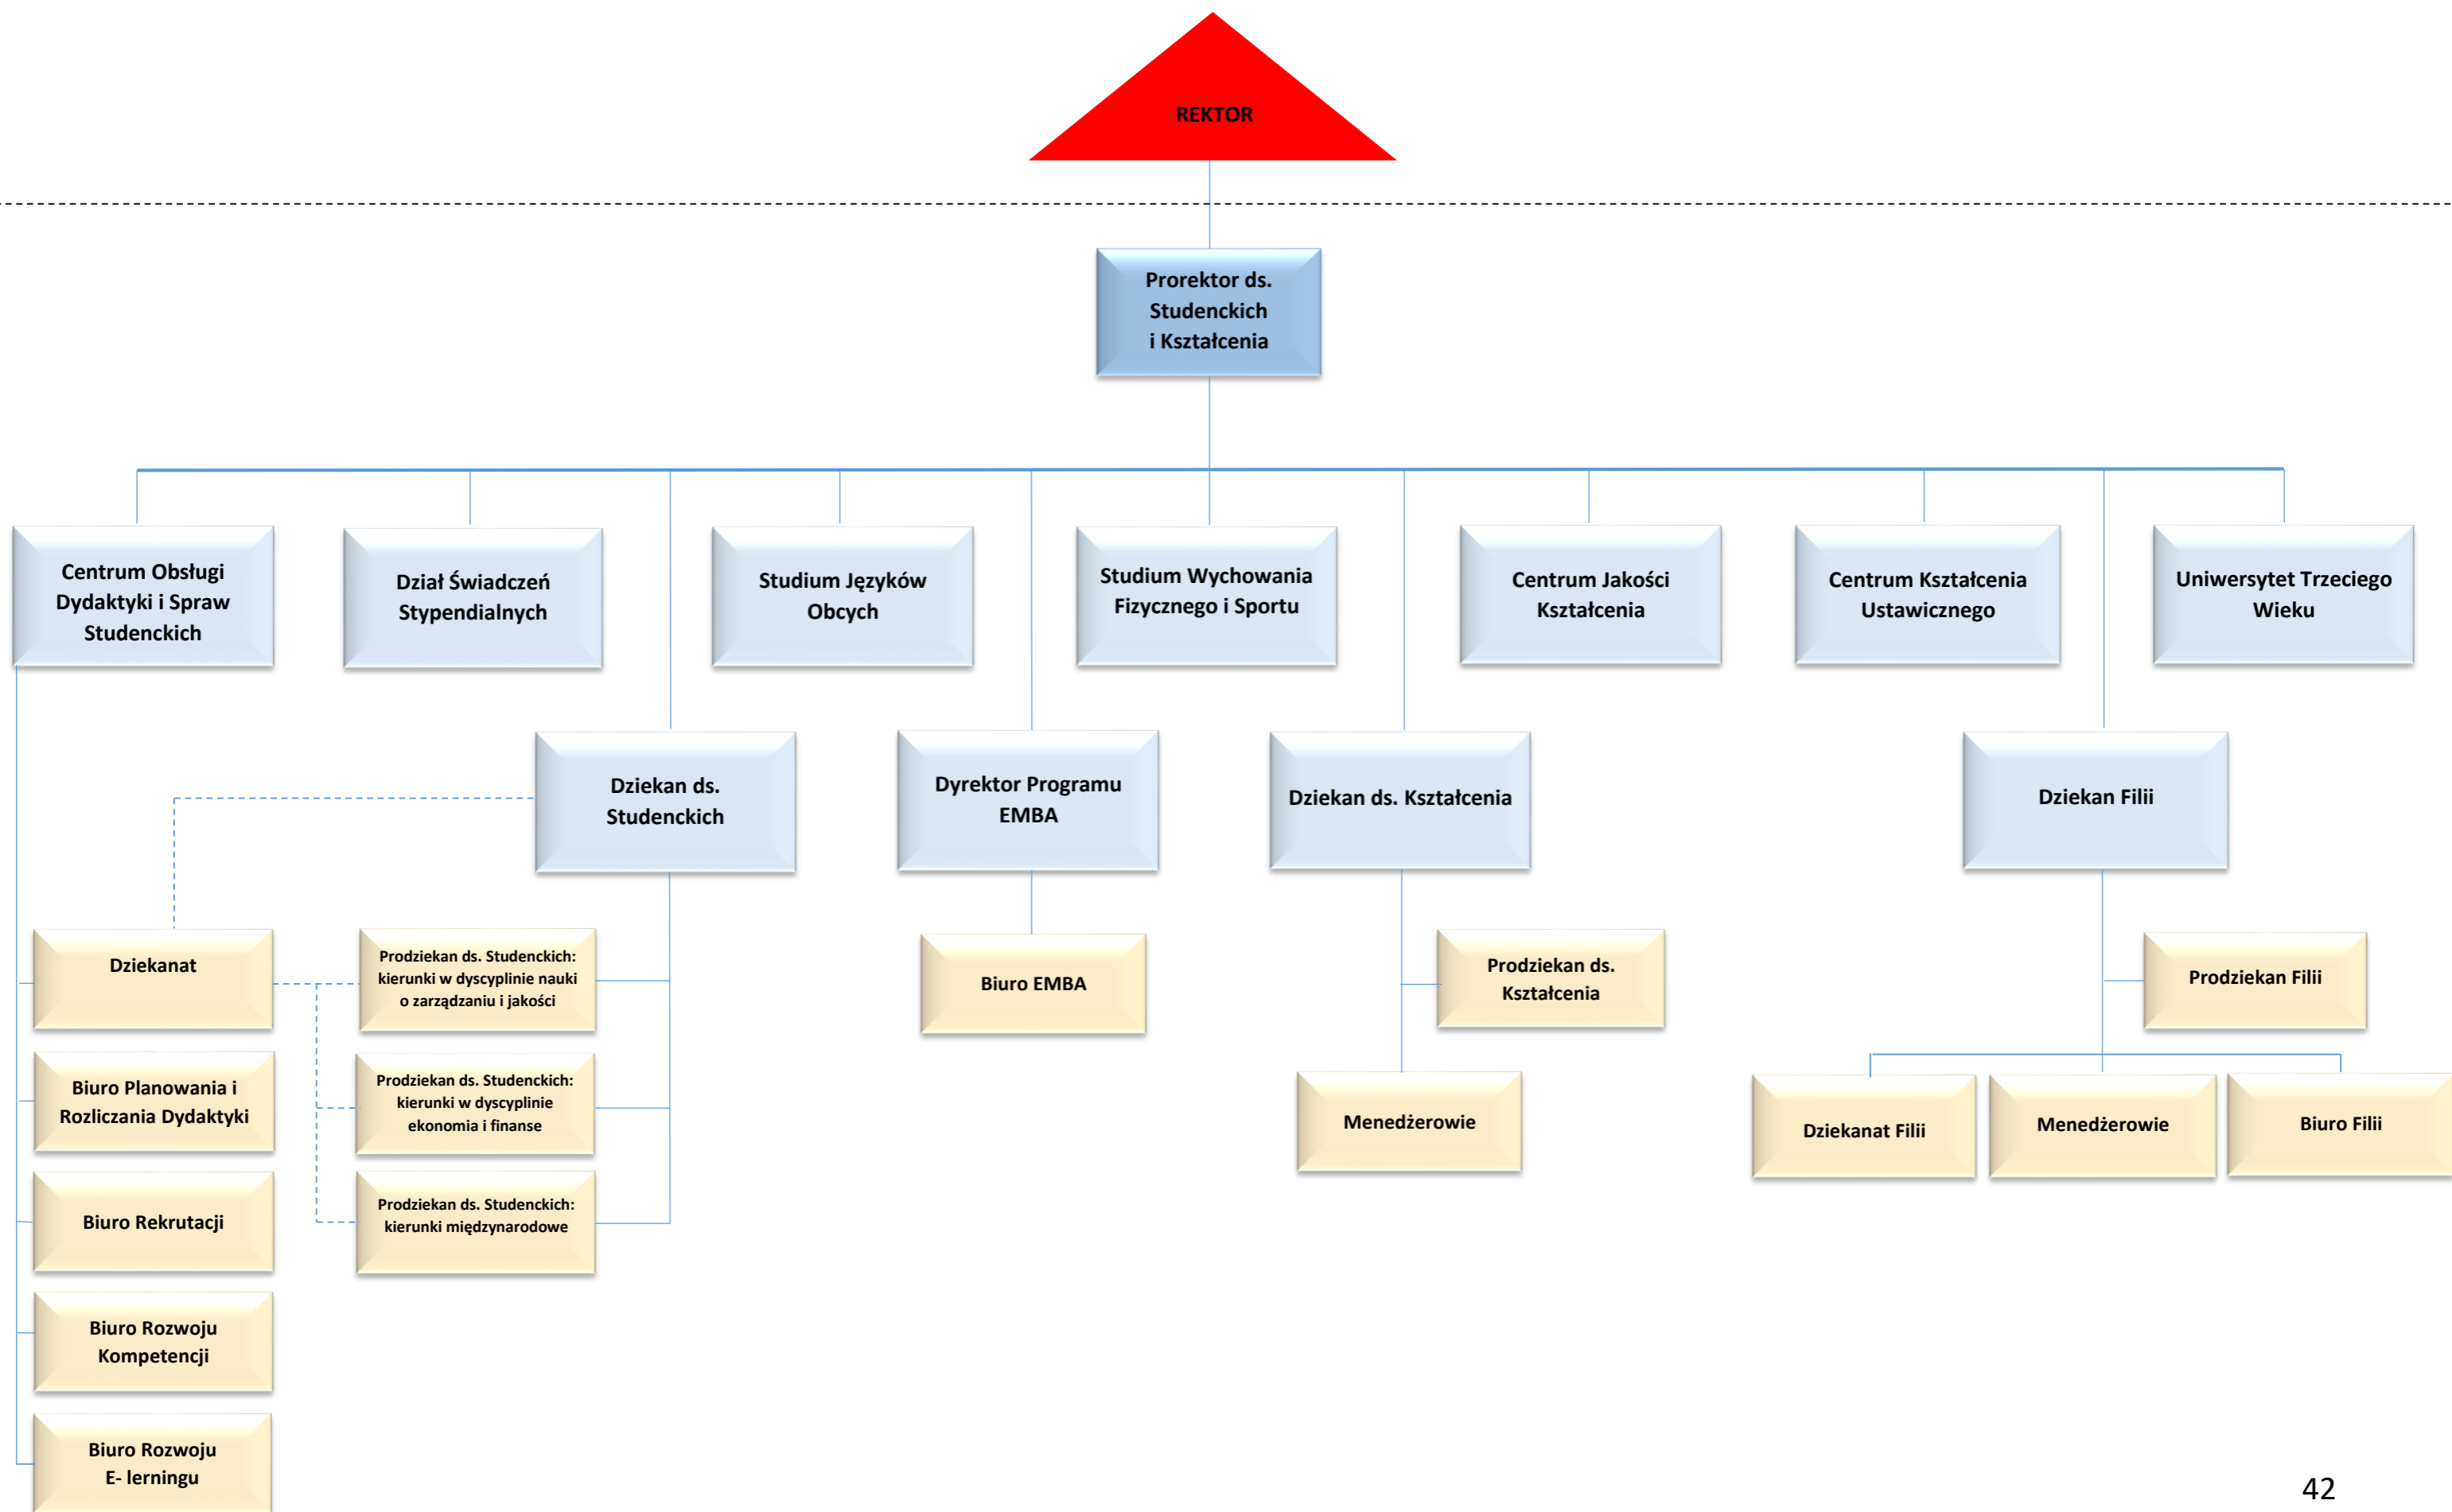 REKTOR
Prorektor ds.
Studenckich
i Kształcenia
Centrum Obsługi
Dydaktyki i Spraw
Studenckich
Dział Świadczeń
Stypendialnych
Studium Języków
Obcych
Studium Wychowania
Fizycznego i Sportu
Centrum Jakości
Kształcenia
Centrum Kształcenia
Ustawicznego
Uniwersytet Trzeciego
Wieku
Dziekan ds.
Studenckich
Dyrektor Programu
EMBA
Dziekan ds. Kształcenia
Dziekan Filii
Dziekanat
Prodziekan ds. Studenckich:
kierunki w dyscyplinie nauki
o zarządzaniu i jakości
Biuro EMBA
Prodziekan ds.
Kształcenia
Prodziekan Filii
Biuro Planowania i
Rozliczania Dydaktyki
Prodziekan ds. Studenckich:
kierunki w dyscyplinie
ekonomia i finanse
Menedżerowie
Dziekanat Filii
Menedżerowie
Biuro Filii
Biuro Rekrutacji
Prodziekan ds. Studenckich:
kierunki międzynarodowe
Biuro Rozwoju
Kompetencji
Biuro Rozwoju
E- lerningu
42